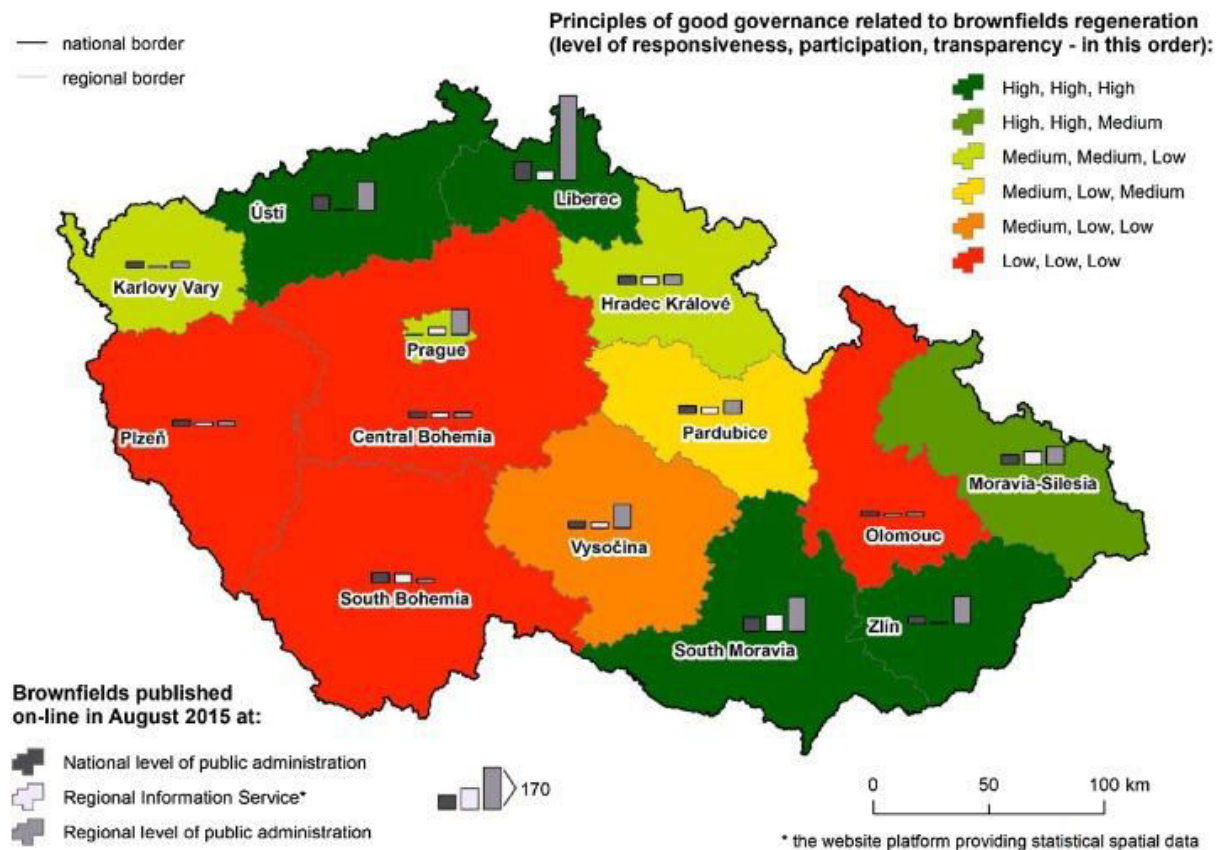 Principles of good governance related to brownfields regeneration
(level of responsiveness, participation, transparency - in this order):
national border
regional border
High, High, High
High, High, Medium
Medium, Medium, Low
Medium, Low, Medium
Medium, Low, Low
Low, Low, Low
Ústí
Liberec
Karlovy Vary
Hradec Králové
Prague
Plzeň
Central Bohemia
Pardubice
Moravia-Silesia
Olomouc
Vysočina
South Bohemia
South Moravia
Zlín
Brownfields published
on-line in August 2015 at:
National level of public administration
Regional Information Service*
Regional level of public administration
170
0 50 100 km
* the website platform providing statistical spatial data